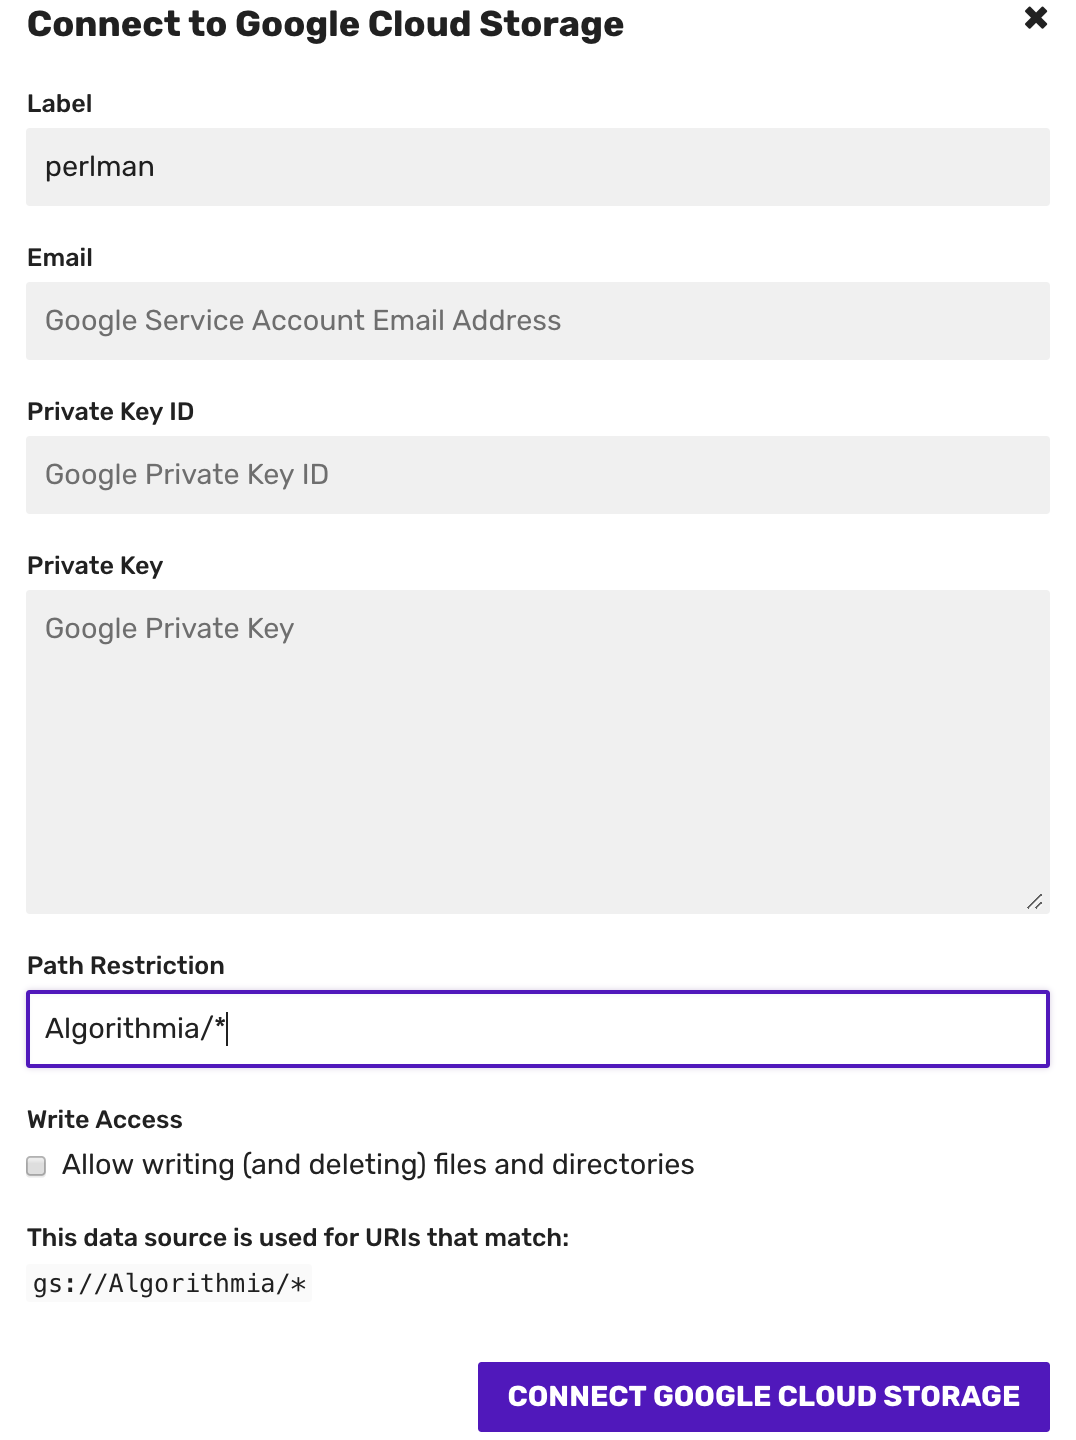 Connect to Google Cloud Storage
Label
perlman
Email
Google Service Account Email Address
Private Key ID
Google Private Key ID
Private Key
Google Private Key
Path Restriction
Algorithmia/*
Write Access
Allow writing (and deleting) files and directories
This data source is used for URIs that match:
gs://Algorithmia/*
CONNECT GOOGLE CLOUD STORAGE